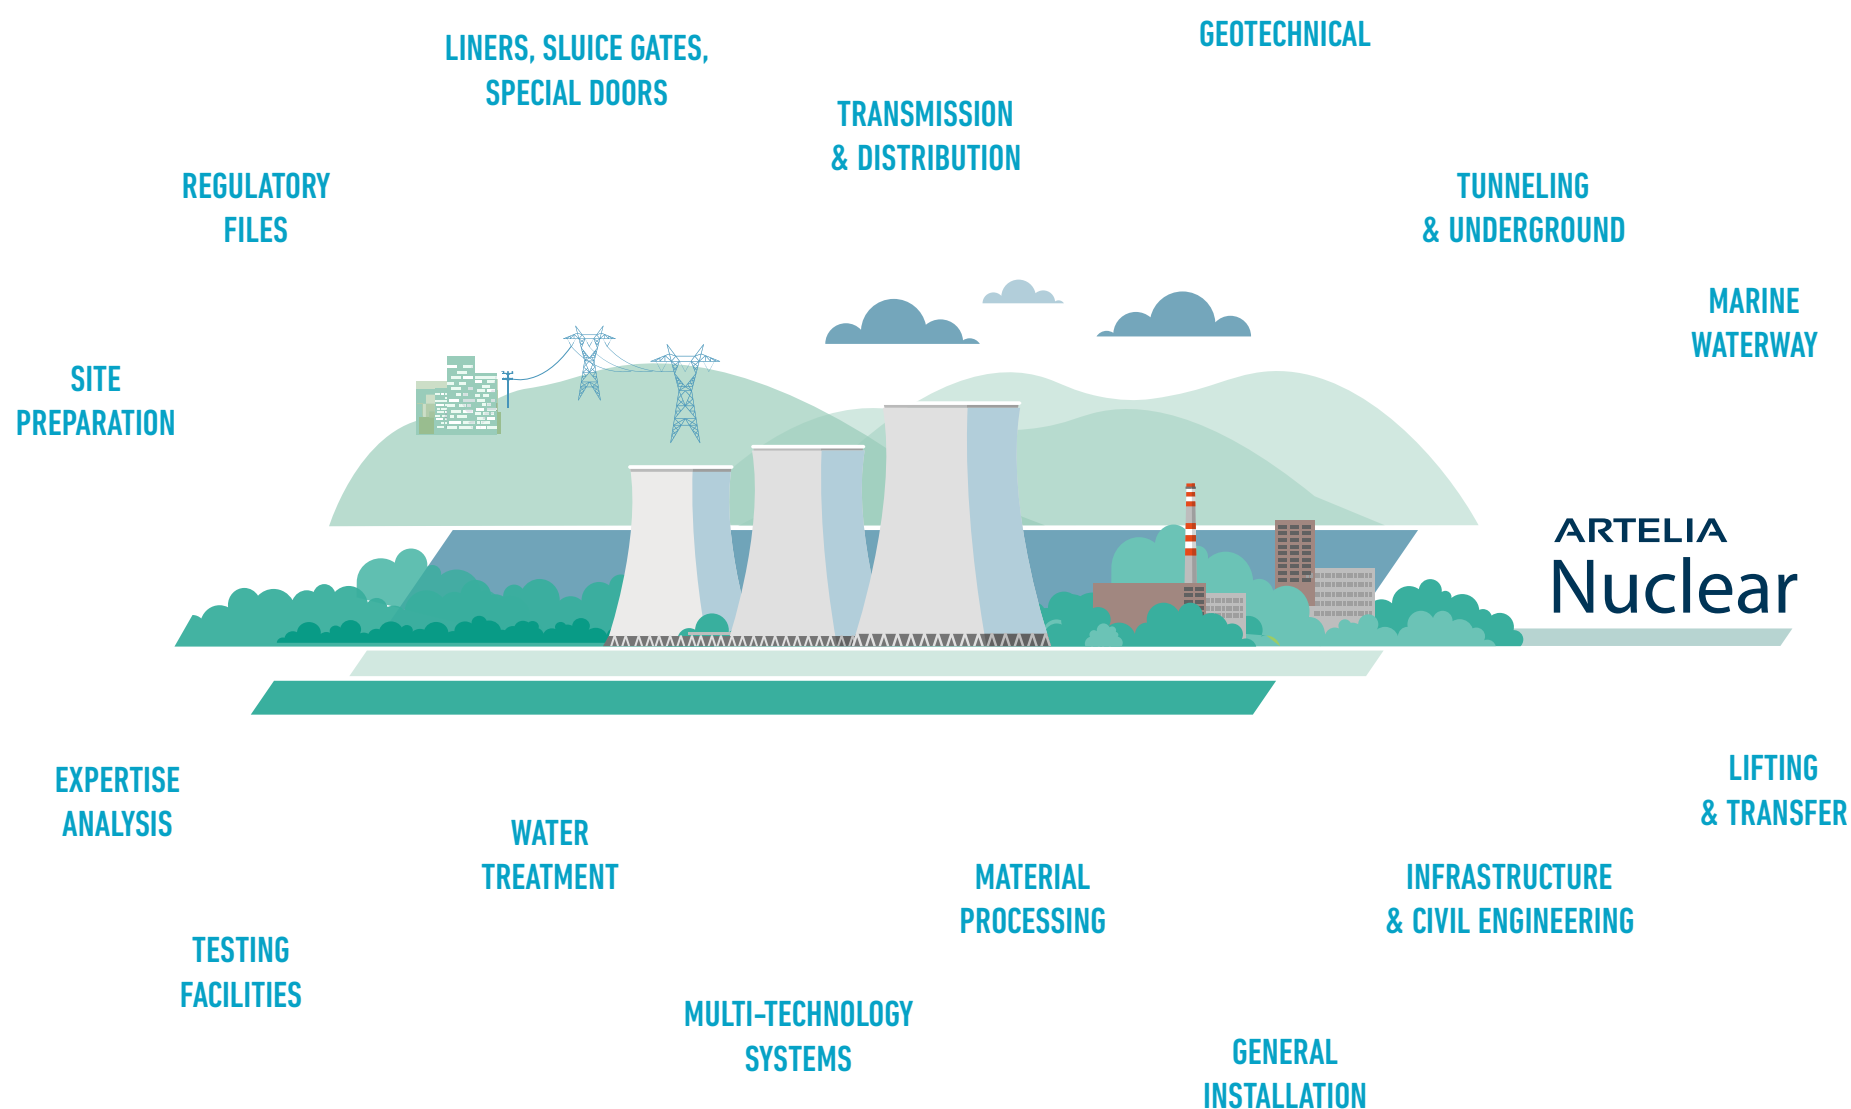 GEOTECHNICAL
LINERS, SLUICE GATES,
SPECIAL DOORS
TRANSMISSION
& DISTRIBUTION
REGULATORY
FILES
TUNNELING
& UNDERGROUND
MARINE
WATERWAY
SITE
PREPARATION
ARTELIA
Nuclear
EXPERTISE
ANALYSIS
LIFTING
& TRANSFER
WATER
TREATMENT
MATERIAL
PROCESSING
INFRASTRUCTURE
& CIVIL ENGINEERING
TESTING
FACILITIES
MULTI-TECHNOLOGY
SYSTEMS
GENERAL
INSTALLATION